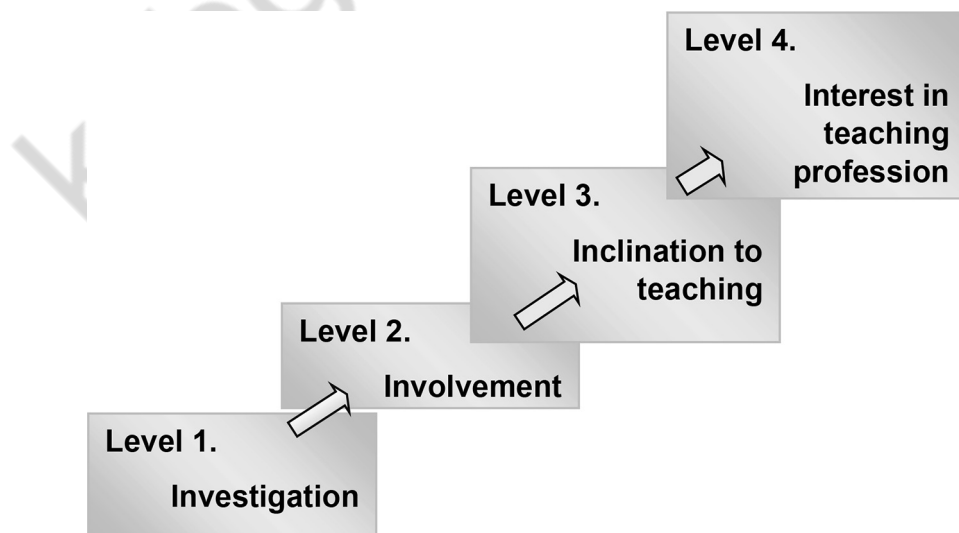 Level 4.
Interest in
teaching
profession
Level 3.
Inclination to
teaching
Level 2.
Involvement
Level 1.
Investigation